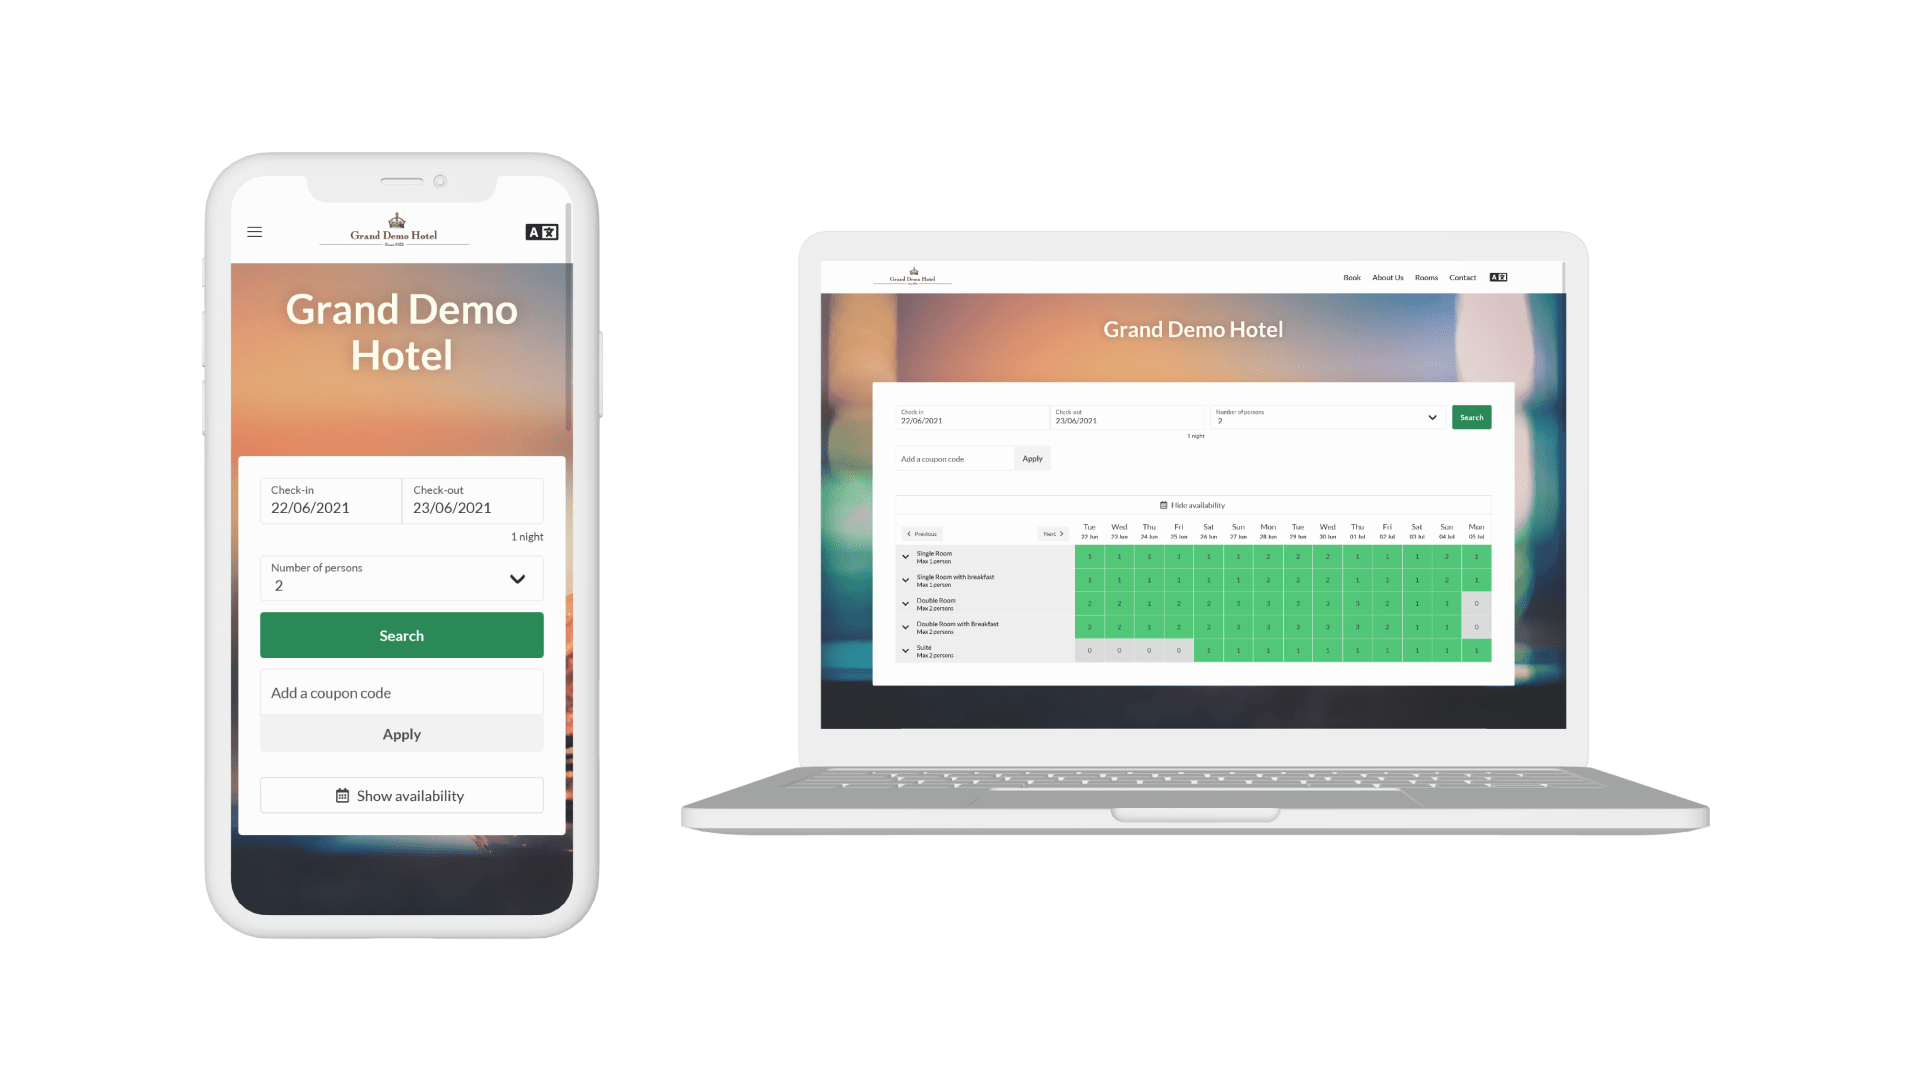 Grand Demo Hotel
Since 1982
A
Grand Demo
Hotel
Check-in Check-out
22/06/2021 23/06/2021
1 night
Number of persons
2
Search
Add a coupon code
Apply
Show availability
Grand Demo Hotel
Book About Us Rooms Contact A
Grand Demo Hotel
Check-in Check-out Number of persons
22/06/2021 23/06/2021 2 Search
1 night
Add a coupon code Apply
Hide availability
Tue Wed Thu Fri Sat Sun Mon Tue Wed Thu Fri Sat Sun Mon
Previous Next 22 Jun 23 Jun 24 Jun 25 Jun 26 Jun 27 Jun 28 Jun 29 Jun 30 Jun 01 Jul 02 Jul 03 Jul 04 Jul 05 Jul
Single Room
Max 1 person
1 1 1 1 1 1 2 2 2 1 1 1 2 1
Single Room with breakfast
Max 1 person
1 1 1 1 1 1 2 2 2 1 1 1 2 1
Double Room
Max 2 persons
2 2 1 2 2 3 3 3 3 3 2 1 1 0
Double Room with Breakfast
Max 2 persons
2 2 1 2 2 3 3 3 3 3 2 1 1 0
Suite
Max 2 persons
0 0 0 0 1 1 1 1 1 1 1 1 1 1